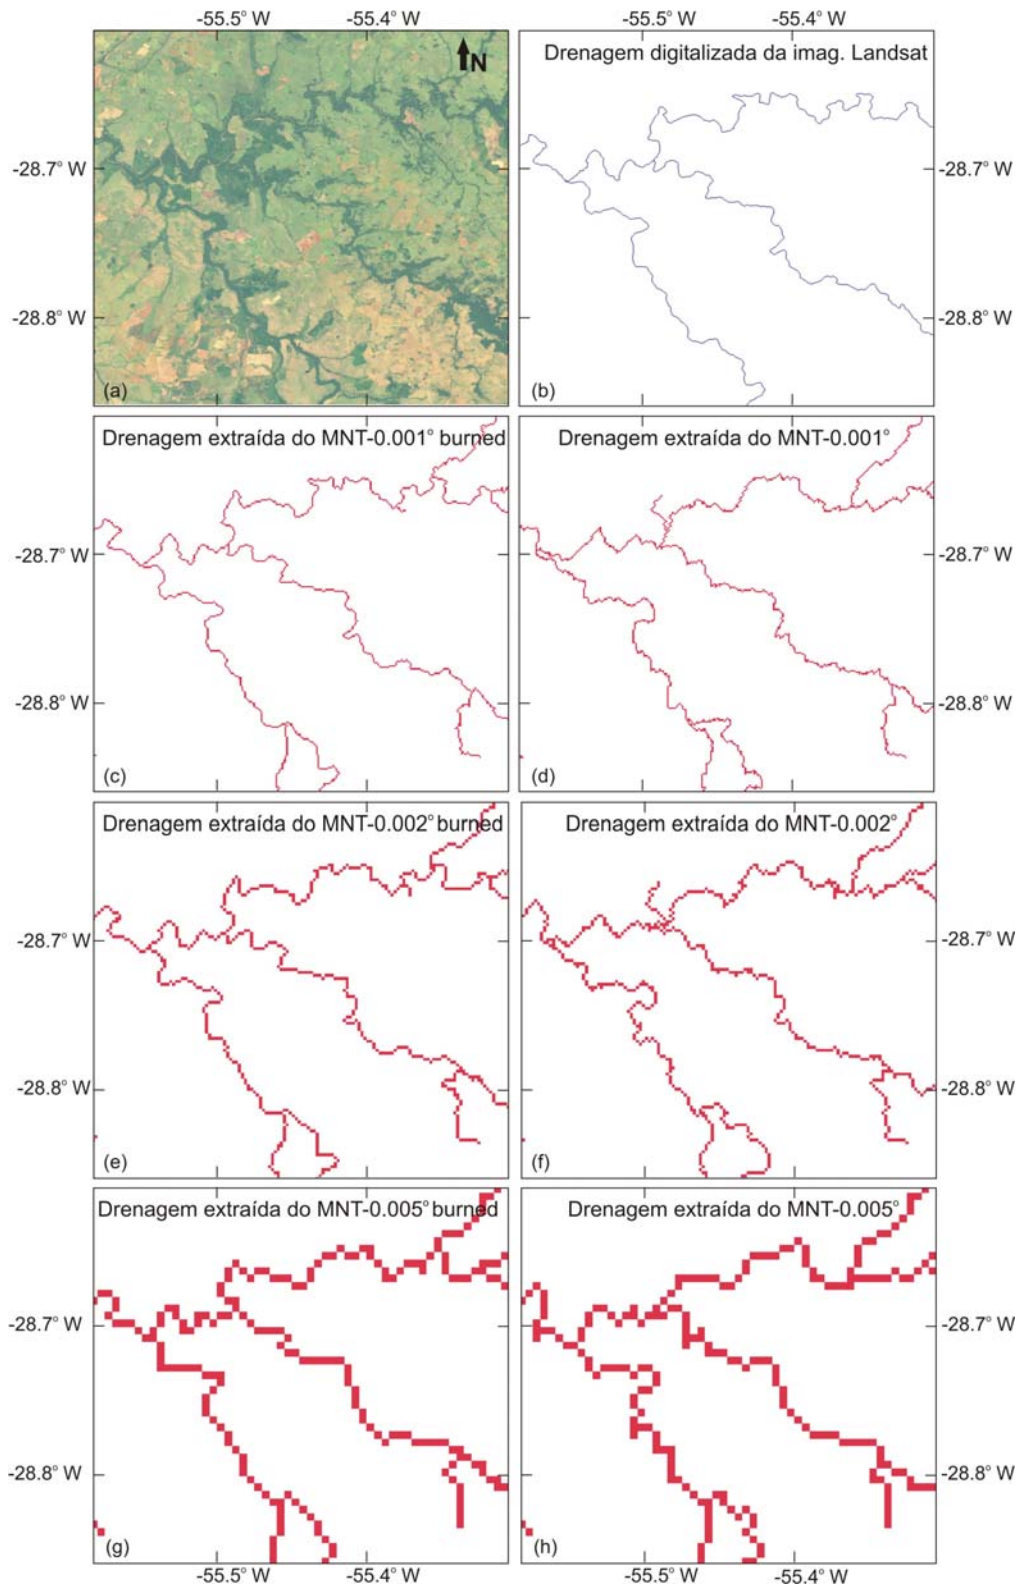 -55.5° W -55.4° W -55.5° W -55.4° W
N
Drenagem digitalizada da imag. Landsat
-28.7° W -28.7° W
-28.8° W -28.8° W
(a) (b)
Drenagem extraída do MNT-0.001° burned Drenagem extraída do MNT-0.001°
-28.7° W -28.7° W
-28.8° W -28.8° W
(c) (d)
Drenagem extraída do MNT-0.002° burned Drenagem extraída do MNT-0.002°
-28.7° W -28.7° W
-28.8° W -28.8° W
(e) (f)
Drenagem extraída do MNT-0.005° burned Drenagem extraída do MNT-0.005°
-28.7° W -28.7° W
-28.8° W -28.8° W
(g) (h)
-55.5° W -55.4° W -55.5° W -55.4° W